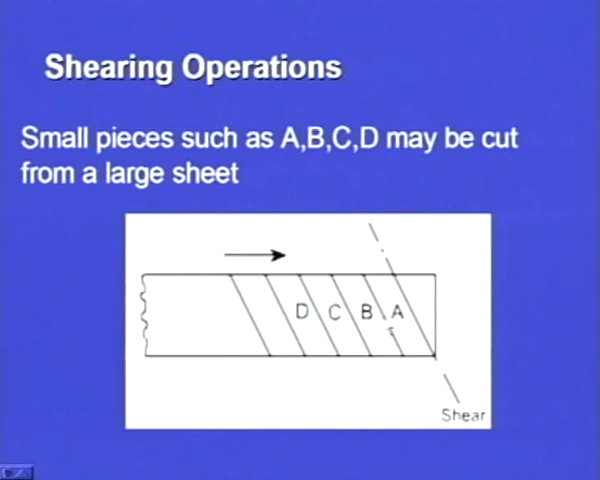 Shearing Operations
Small pieces such as A,B,C,D may be cut
from a large sheet
D C B A
Shear